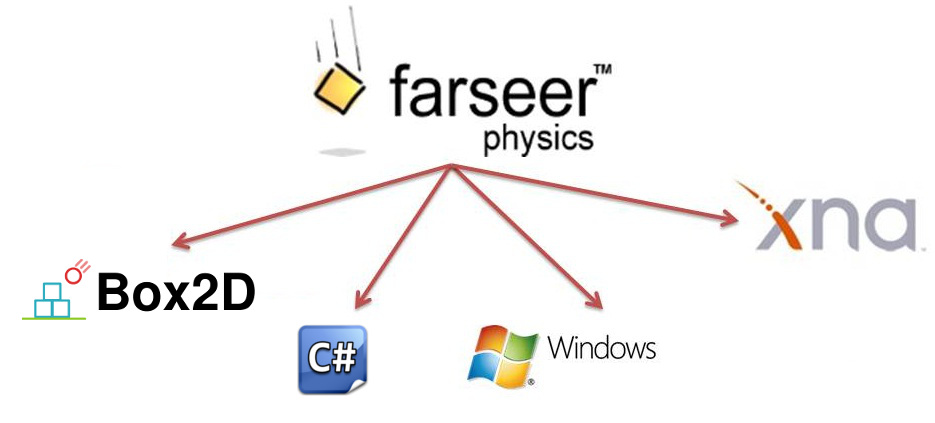 farseer™
physics
xna
Box2D
C#
Windows®